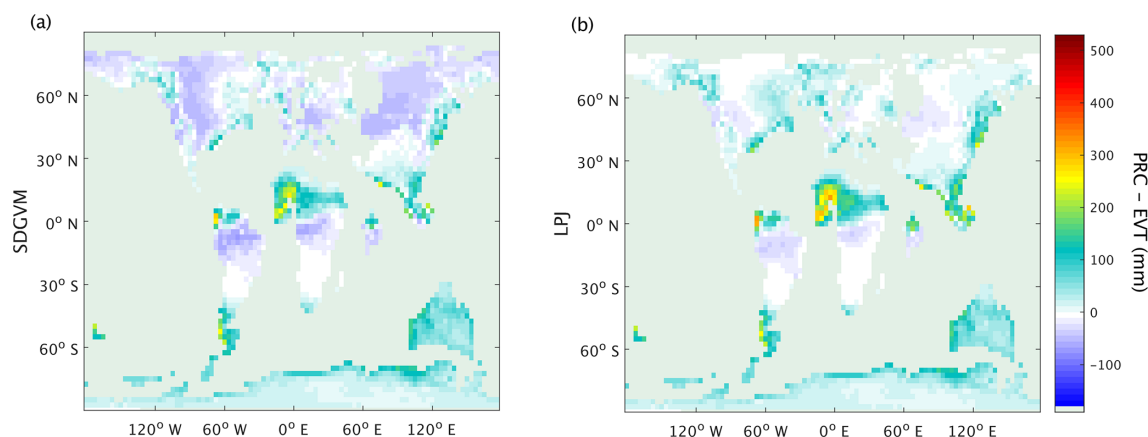 (a)
(b)
SDGVM
60° N
30° N
0° N
30° S
60° S
120° W
60° W
0° E
60° E
120° E
LPJ
60° N
30° N
0° N
30° S
60° S
120° W
60° W
0° E
60° E
120° E
500
400
300
200
100
0
−100
PRC − EVT (mm)